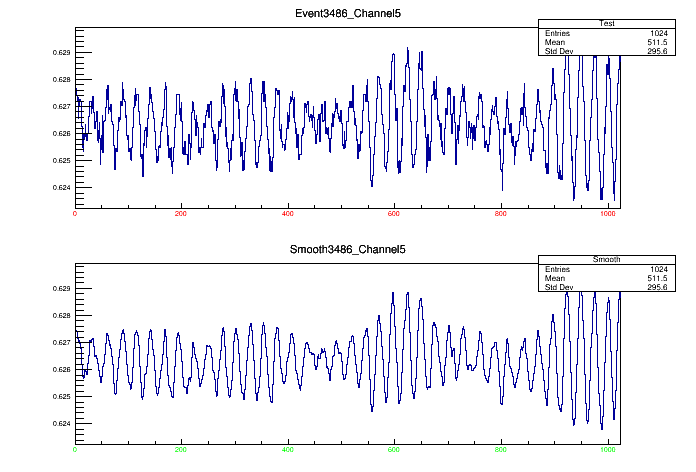 Event3486_Channel5
Test
Entries 1024
Mean 511.5
Std Dev 295.6
0.629
0.628
0.627
0.626
0.625
0.624
0 200 400 600 800 1000
Smooth3486_Channel5
Smooth
Entries 1024
Mean 511.5
Std Dev 295.6
0.629
0.628
0.627
0.626
0.625
0.624
0 200 400 600 800 1000